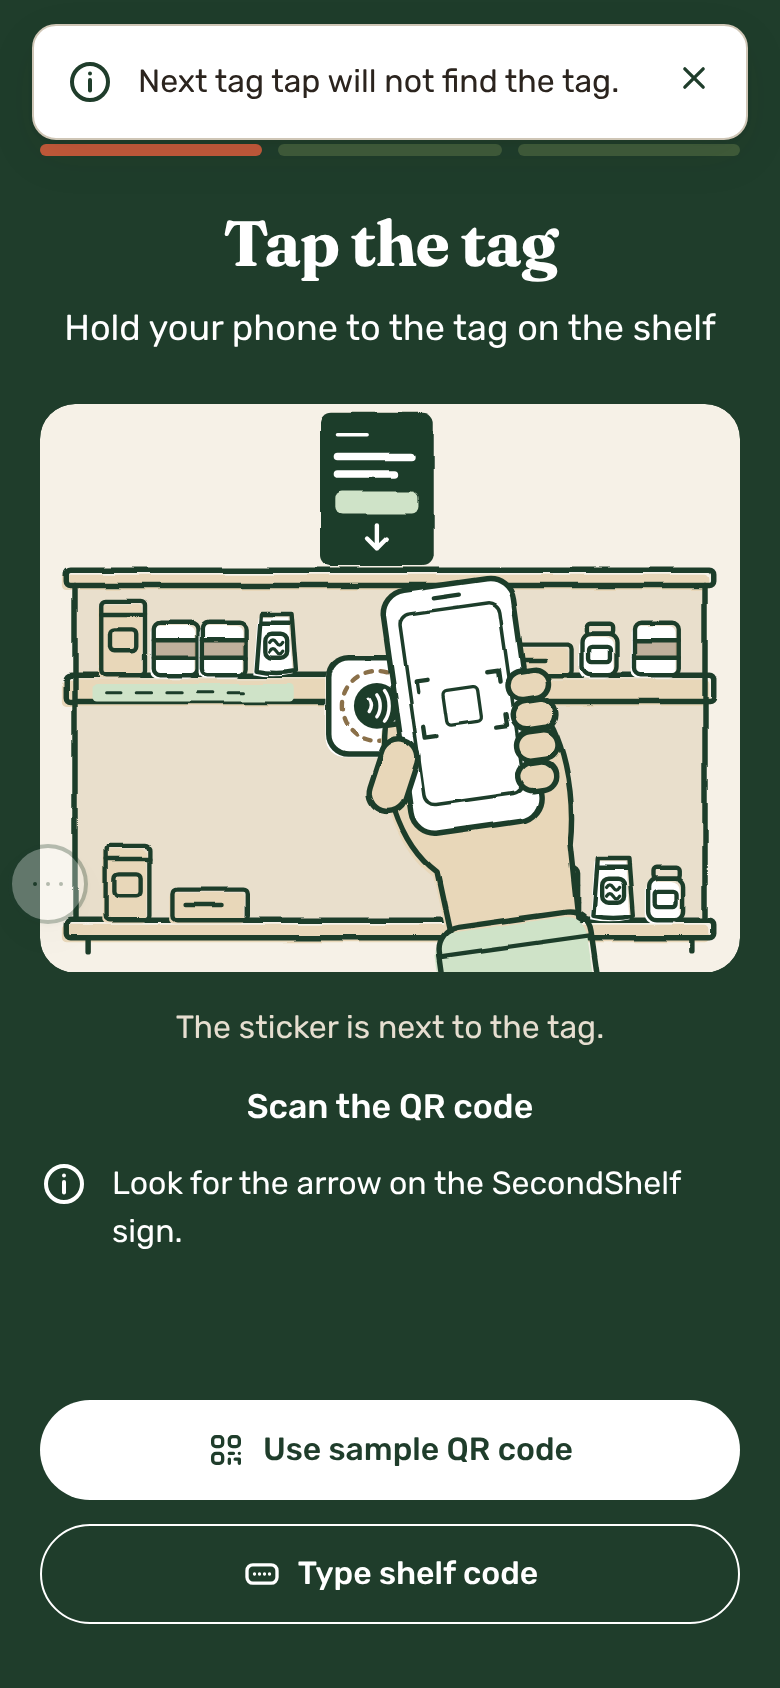 Next tag tap will not find the tag.
Tap the tag
Hold your phone to the tag on the shelf
The sticker is next to the tag.
Scan the QR code
Look for the arrow on the SecondShelf
sign.
Use sample QR code
Type shelf code